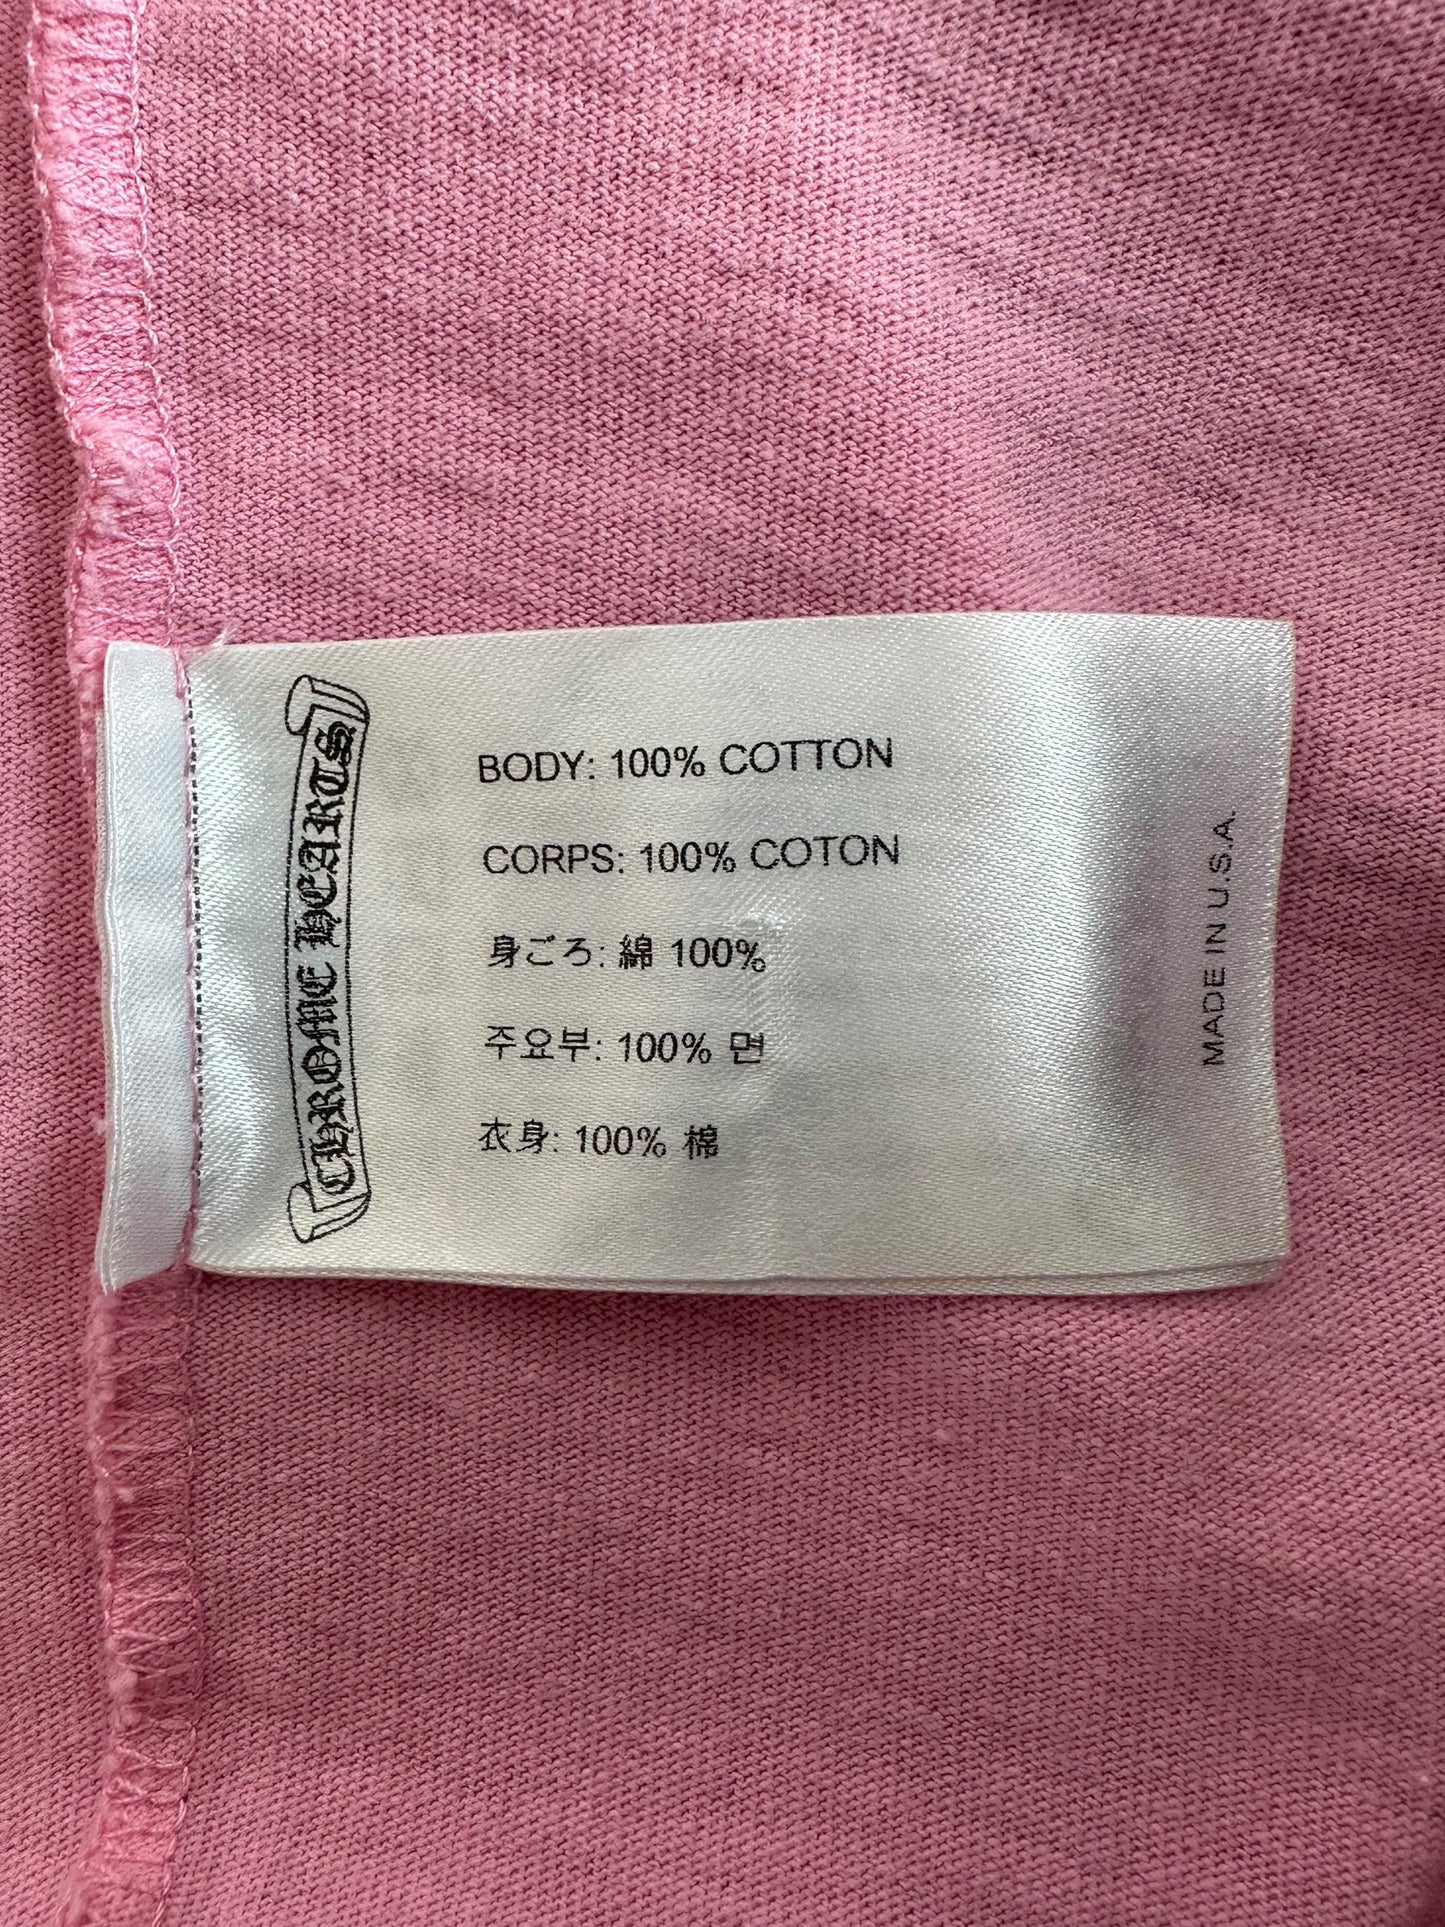 CHROME HEARTS
BODY: 100% COTTON
CORPS: 100% COTON
身ごろ: 綿 100%
주요부: 100% 면
衣身: 100% 棉
MADE IN U.S.A.